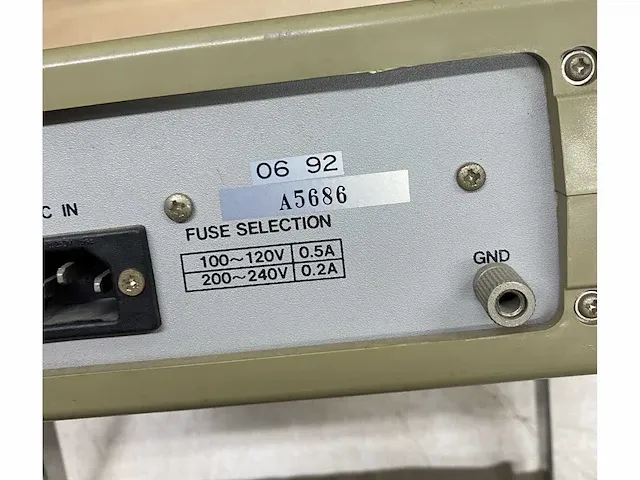 06 92
A5686
C IN
FUSE SELECTION
100~120V 0.5A
200~240V 0.2A
GND